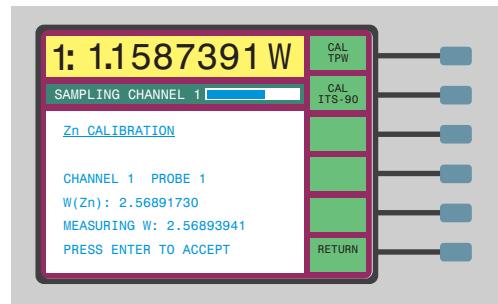 1: 1.1587391 W
CAL
TPW
SAMPLING CHANNEL 1
CAL
ITS-90
Zn CALIBRATION
CHANNEL 1 PROBE 1
W(Zn): 2.56891730
MEASURING W: 2.56893941
PRESS ENTER TO ACCEPT
RETURN